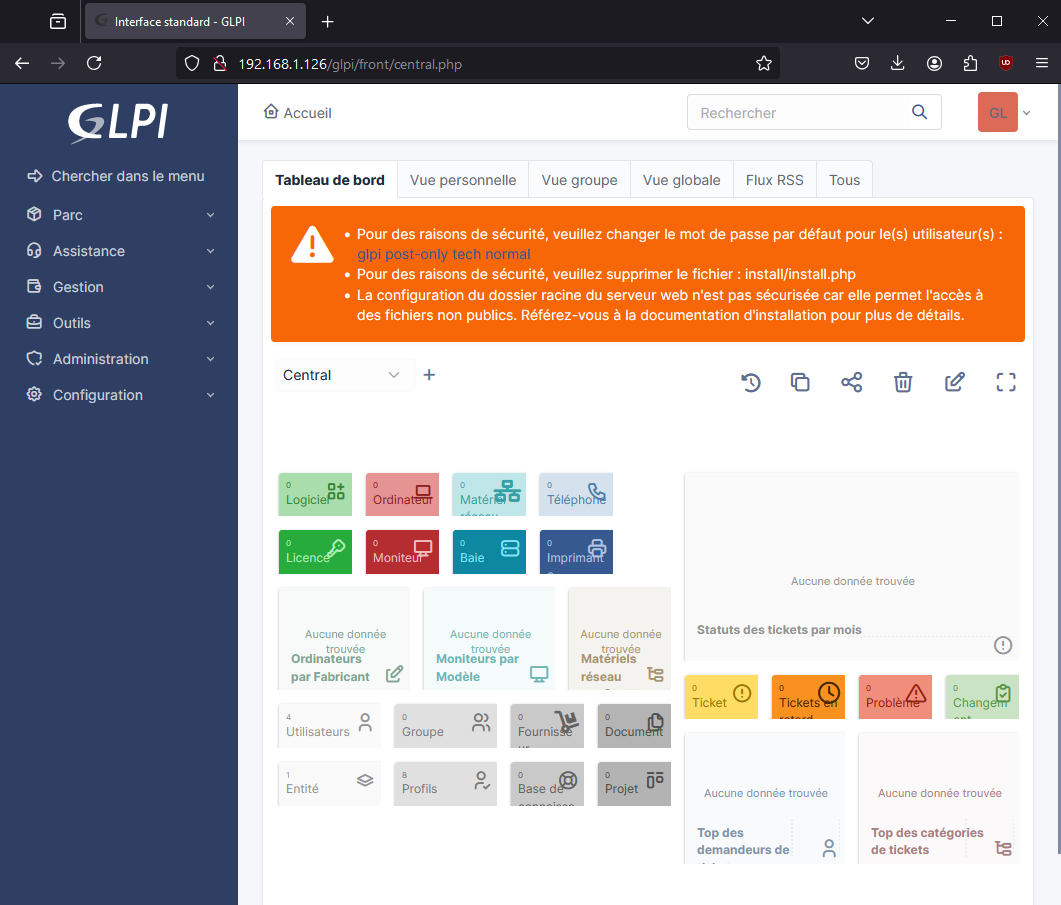 Interface standard - GLPI
192.168.1.126/glpi/front/central.php
GLPI
Accueil
Rechercher
GL
Chercher dans le menu
Parc
Assistance
Gestion
Outils
Administration
Configuration
Tableau de bord
Vue personnelle
Vue groupe
Vue globale
Flux RSS
Tous
Pour des raisons de sécurité, veuillez changer le mot de passe par défaut pour le(s) utilisateur(s) :
glpi post-only tech normal
Pour des raisons de sécurité, veuillez supprimer le fichier : install/install.php
La configuration du dossier racine du serveur web n'est pas sécurisée car elle permet l'accès à
des fichiers non publics. Référez-vous à la documentation d'installation pour plus de détails.
Central
0
Logiciel
0
Ordinateur
0
Matériel
réseau
0
Téléphone
0
Licence
0
Moniteur
0
Baie
0
Imprimant
Aucune donnée
trouvée
Ordinateurs
par Fabricant
Aucune donnée
trouvée
Moniteurs par
Modèle
Aucune donnée
trouvée
Matériels
réseau
4
Utilisateurs
0
Groupe
0
Fournisse
ur
0
Document
1
Entité
8
Profils
0
Base de
0
Projet
Aucune donnée trouvée
Statuts des tickets par mois
0
Ticket
0
Tickets en
retard
0
Problème
0
Changem
ent
Aucune donnée trouvée
Top des
demandeurs de
Aucune donnée trouvée
Top des catégories
de tickets